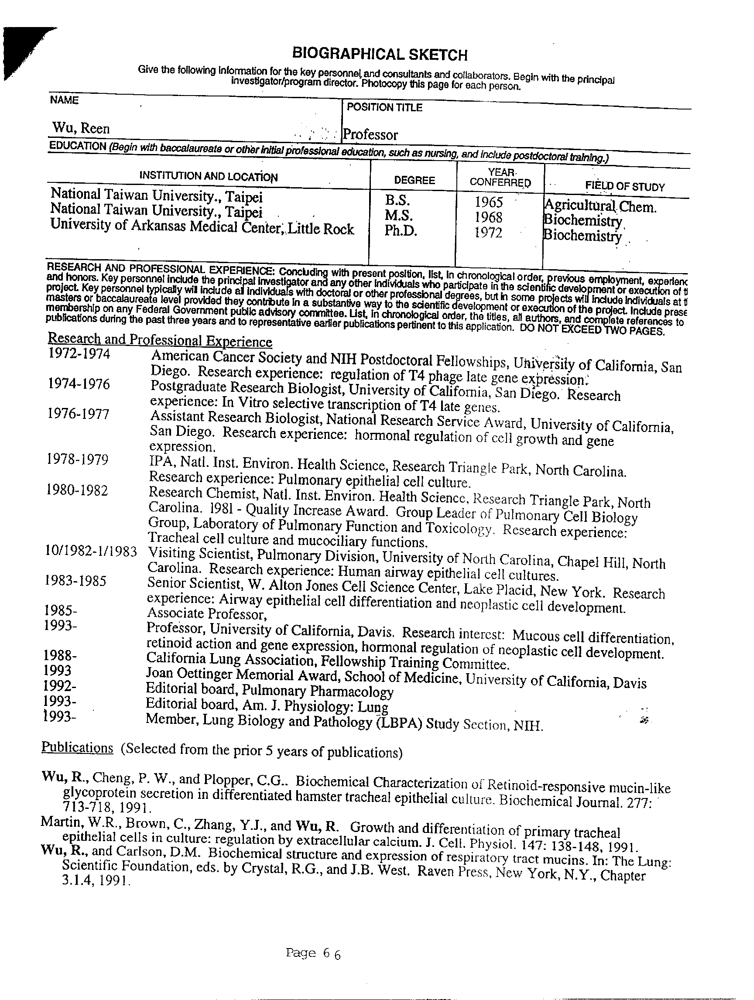 BIOGRAPHICAL SKETCH
Give the following information for the key personnel and consultants and collaborators. Begin with the principal
investigator/program director. Photocopy this page for each person.
NAME
POSITION TITLE
Wu, Reen
Professor
EDUCATION (Begin with baccalaureate or other initial professional education, such as nursing, and include postdoctoral training.)
INSTITUTION AND LOCATION
DEGREE
YEAR
CONFERRED
FIELD OF STUDY
National Taiwan University., Taipei B.S. 1965 Agricultural Chem.
National Taiwan University., Taipei M.S. 1968 Biochemistry
University of Arkansas Medical Center, Little Rock Ph.D. 1972 Biochemistry
RESEARCH AND PROFESSIONAL EXPERIENCE: Concluding with present position, list, in chronological order, previous employment, experienc
and honors. Key personnel include the principal investigator and any other individuals who participate in the scientific development or execution of t
project. Key personnel typically will include all individuals with doctoral or other professional degrees, but in some projects will include individuals at t
masters or baccalaureate level provided they contribute in a substantive way to the scientific development or execution of the project. Include prese
membership on any Federal Government public advisory committee. List, in chronological order, the titles, all authors, and complete references to
publications during the past three years and to representative earlier publications pertinent to this application. DO NOT EXCEED TWO PAGES.
Research and Professional Experience
1972-1974 American Cancer Society and NIH Postdoctoral Fellowships, University of California, San
Diego. Research experience: regulation of T4 phage late gene expression.
1974-1976 Postgraduate Research Biologist, University of California, San Diego. Research
experience: In Vitro selective transcription of T4 late genes.
1976-1977 Assistant Research Biologist, National Research Service Award, University of California,
San Diego. Research experience: hormonal regulation of cell growth and gene
expression.
1978-1979 IPA, Natl. Inst. Environ. Health Science, Research Triangle Park, North Carolina.
Research experience: Pulmonary epithelial cell culture.
1980-1982 Research Chemist, Natl. Inst. Environ. Health Science, Research Triangle Park, North
Carolina. 1981 - Quality Increase Award. Group Leader of Pulmonary Cell Biology
Group, Laboratory of Pulmonary Function and Toxicology. Research experience:
Tracheal cell culture and mucociliary functions.
10/1982-1/1983 Visiting Scientist, Pulmonary Division, University of North Carolina, Chapel Hill, North
Carolina. Research experience: Human airway epithelial cell cultures.
1983-1985 Senior Scientist, W. Alton Jones Cell Science Center, Lake Placid, New York. Research
experience: Airway epithelial cell differentiation and neoplastic cell development.
1985- Associate Professor,
1993- Professor, University of California, Davis. Research interest: Mucous cell differentiation,
retinoid action and gene expression, hormonal regulation of neoplastic cell development.
1988- California Lung Association, Fellowship Training Committee.
1993 Joan Oettinger Memorial Award, School of Medicine, University of California, Davis
1992- Editorial board, Pulmonary Pharmacology
1993- Editorial board, Am. J. Physiology: Lung
1993- Member, Lung Biology and Pathology (LBPA) Study Section, NIH.
Publications (Selected from the prior 5 years of publications)
Wu, R., Cheng, P. W., and Plopper, C.G.. Biochemical Characterization of Retinoid-responsive mucin-like
glycoprotein secretion in differentiated hamster tracheal epithelial culture. Biochemical Journal. 277:
713-718, 1991.
Martin, W.R., Brown, C., Zhang, Y.J., and Wu, R. Growth and differentiation of primary tracheal
epithelial cells in culture: regulation by extracellular calcium. J. Cell. Physiol. 147: 138-148, 1991.
Wu, R., and Carlson, D.M. Biochemical structure and expression of respiratory tract mucins. In: The Lung:
Scientific Foundation, eds. by Crystal, R.G., and J.B. West. Raven Press, New York, N.Y., Chapter
3.1.4, 1991.
Page 66